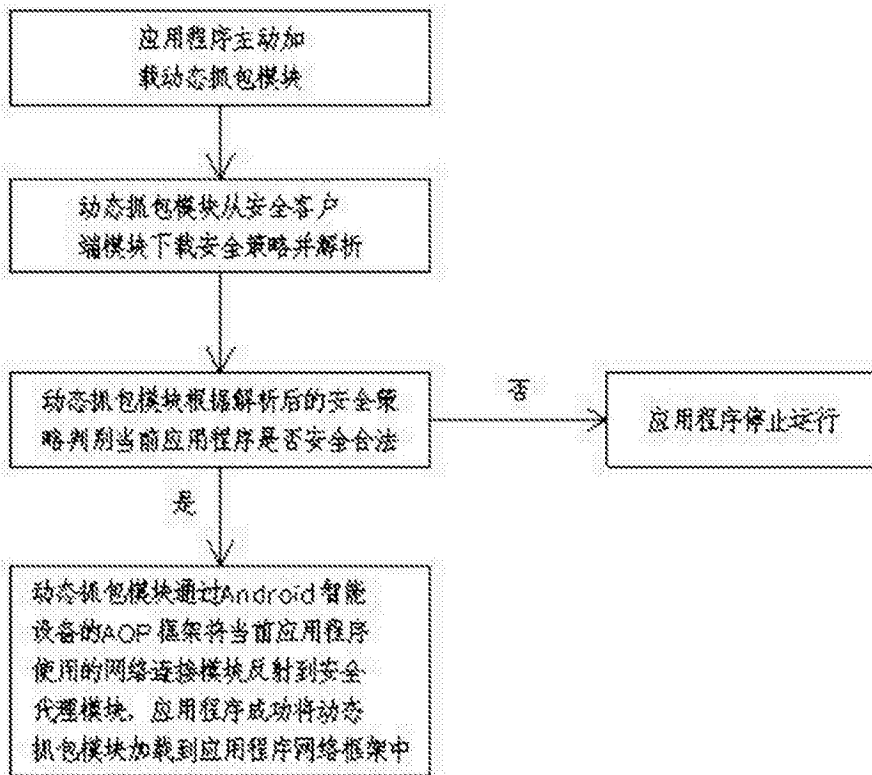 应用程序主动加
载动态抓包模块
动态抓包模块从安全客户
端模块下载安全策略并解析
动态抓包模块根据解析后的安全策
略判别当前应用程序是否安全合法
否
应用程序停止运行
是
动态抓包模块通过Android智能
设备的AOP框架将当前应用程序
使用的网络连接模块反射到安全
代理模块，应用程序成功将动态
抓包模块加载到应用程序网络框架中